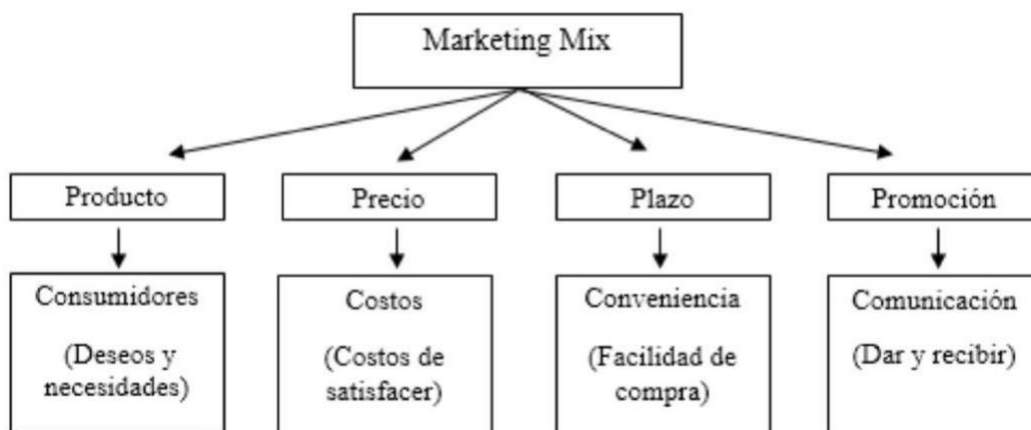 Marketing Mix
Producto
Precio
Plazo
Promoción
Consumidores
(Deseos y
necesidades)
Costos
(Costos de
satisfacer)
Conveniencia
(Facilidad de
compra)
Comunicación
(Dar y recibir)